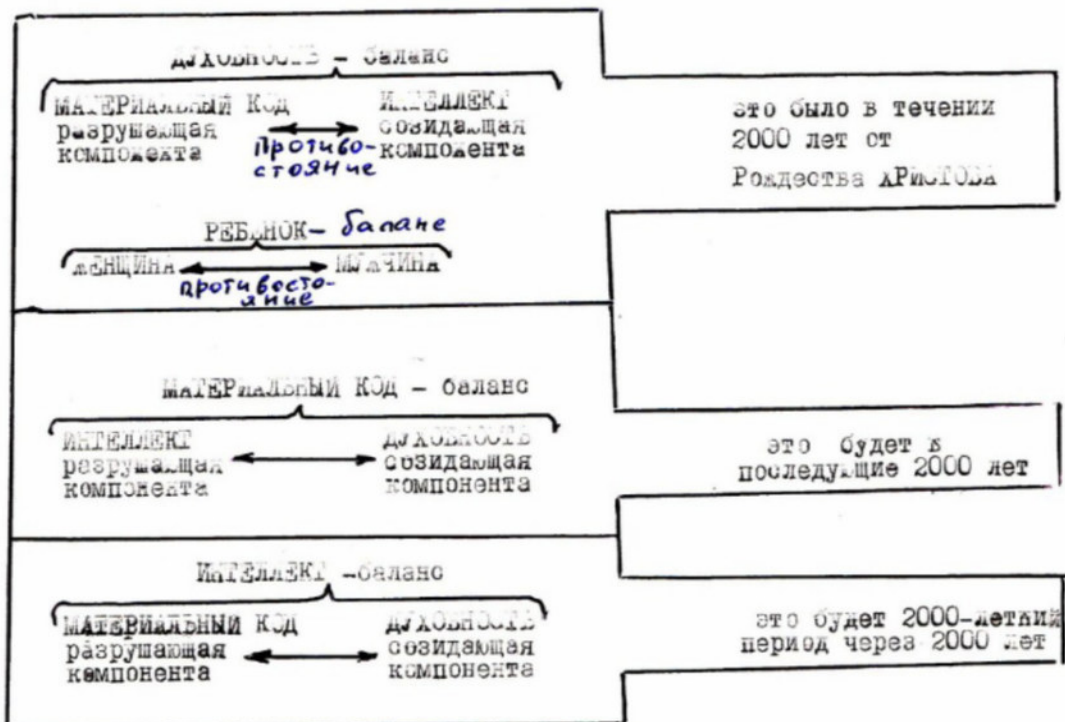 ДУХОВНОСТЬ - баланс
МАТЕРИАЛЬНЫЙ КОД
разрушающая
компонента
Противо-
стояние
ИНТЕЛЛЕКТ
созидающая
компонента
это было в течении
2000 лет от
Рождества ХРИСТОВА
РЕБЕНОК - баланс
ЖЕНЩИНА
МУЖЧИНА
противосто-
яние
МАТЕРИАЛЬНЫЙ КОД - баланс
ИНТЕЛЛЕКТ
разрушающая
компонента
ДУХОВНОСТЬ
созидающая
компонента
это будет в
последующие 2000 лет
ИНТЕЛЛЕКТ -баланс
МАТЕРИАЛЬНЫЙ КОД
разрушающая
компонента
ДУХОВНОСТЬ
созидающая
компонента
это будет 2000-летний
период через 2000 лет